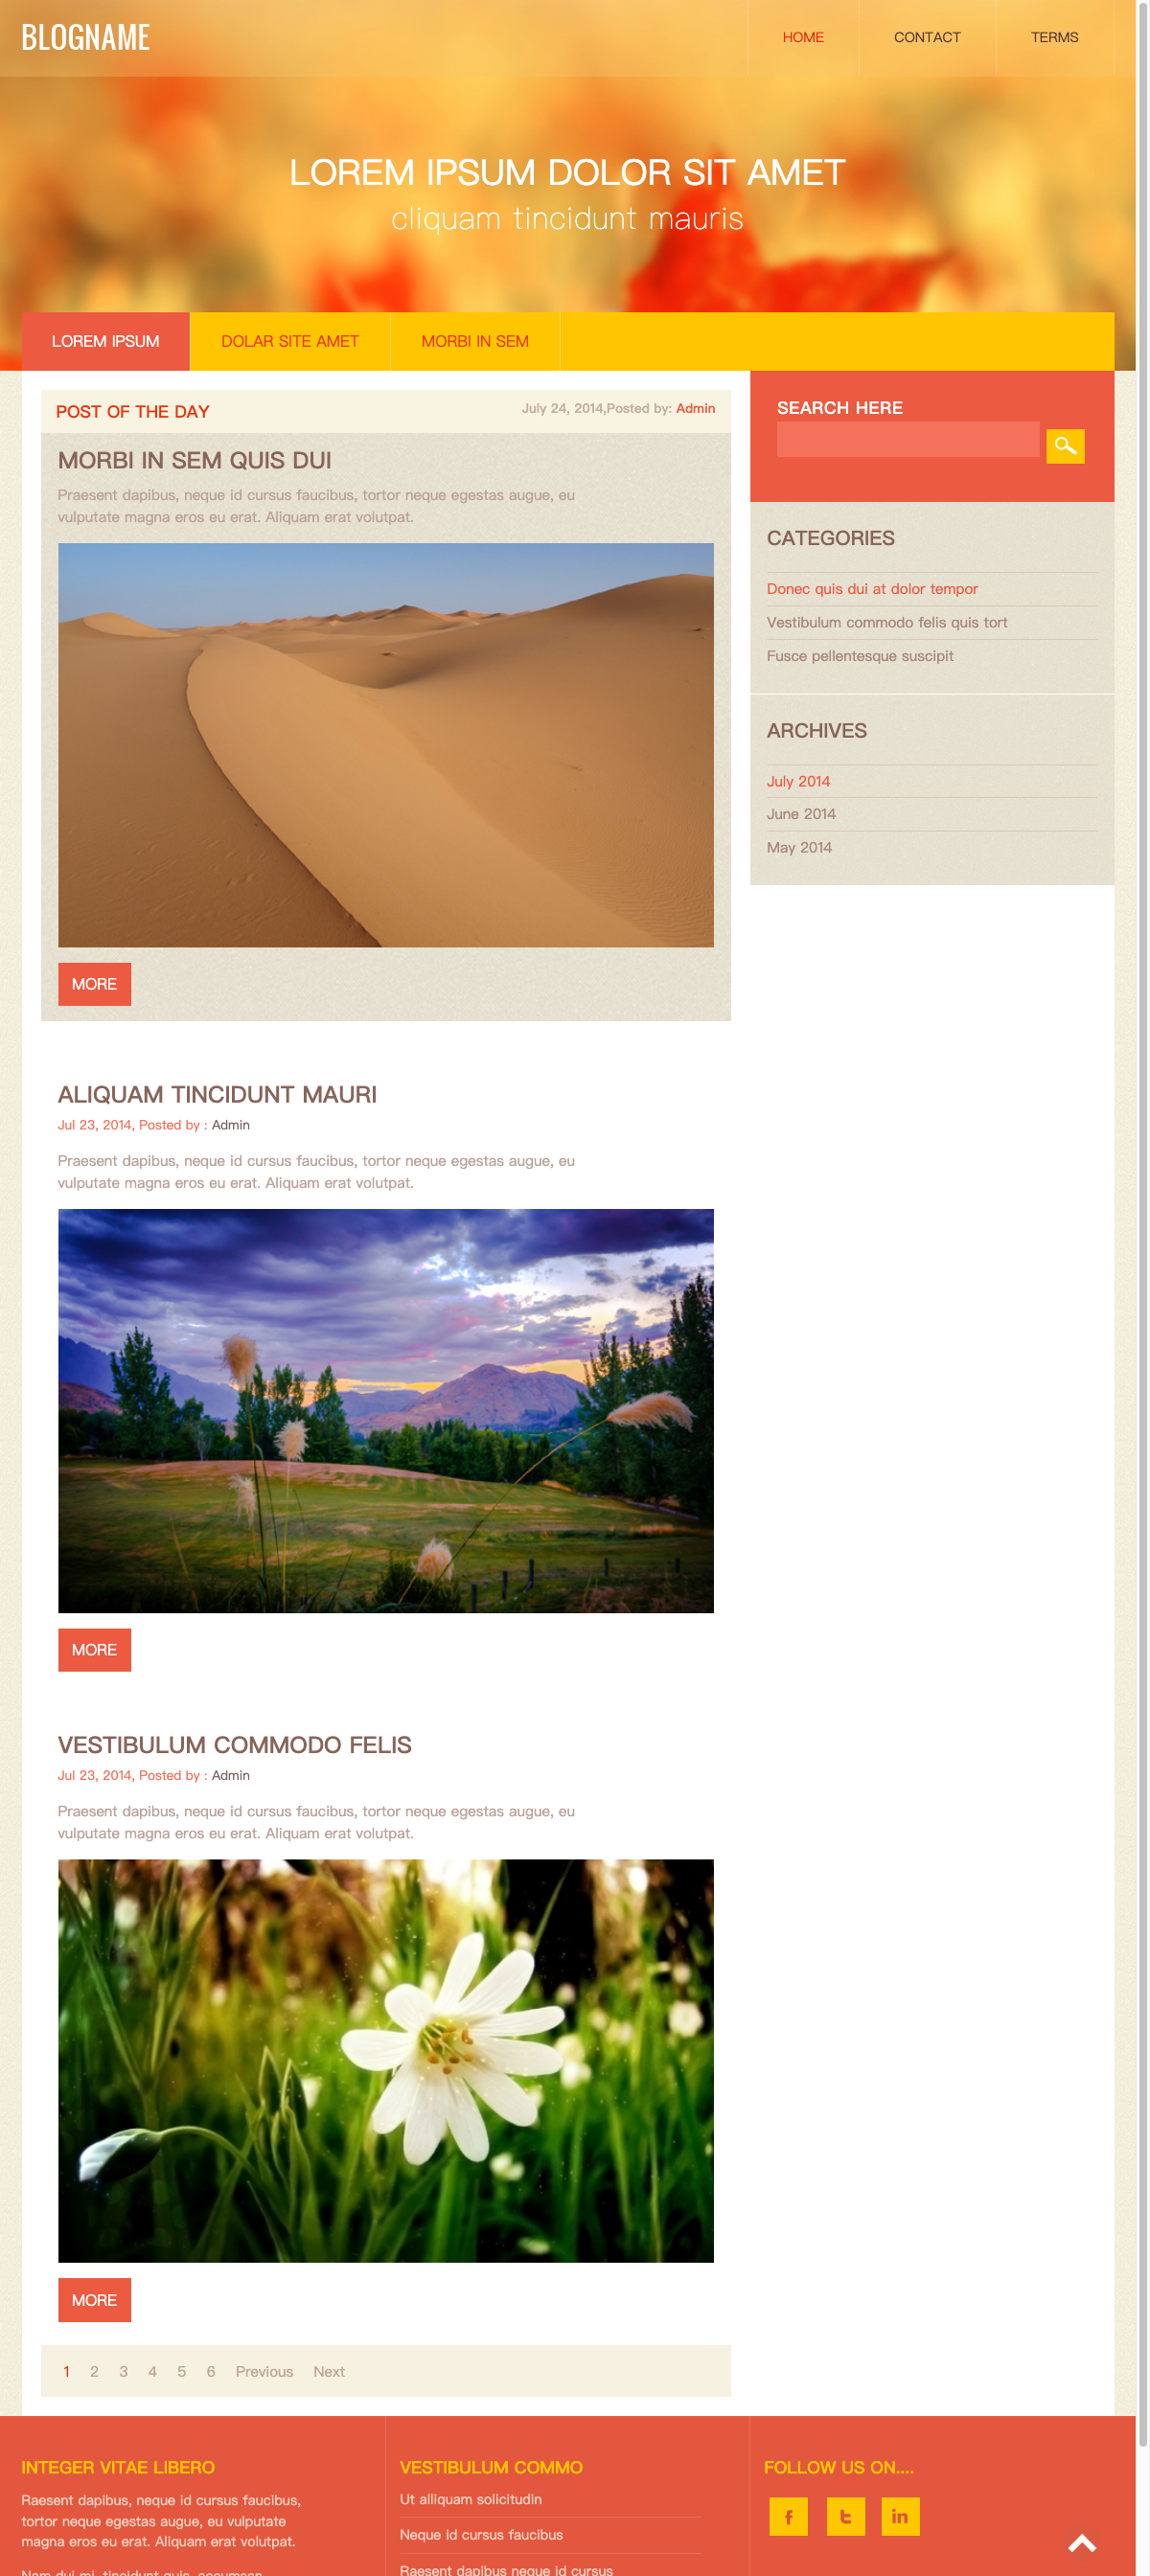 BLOGNAME
HOME CONTACT TERMS
LOREM IPSUM DOLOR SIT AMET
cliquam tincidunt mauris
LOREM IPSUM DOLAR SITE AMET MORBI IN SEM
POST OF THE DAY
July 24, 2014,Posted by: Admin
MORBI IN SEM QUIS DUI
Praesent dapibus, neque id cursus faucibus, tortor neque egestas augue, eu
vulputate magna eros eu erat. Aliquam erat volutpat.
MORE
ALIQUAM TINCIDUNT MAURI
Jul 23, 2014, Posted by : Admin
Praesent dapibus, neque id cursus faucibus, tortor neque egestas augue, eu
vulputate magna eros eu erat. Aliquam erat volutpat.
MORE
VESTIBULUM COMMODO FELIS
Jul 23, 2014, Posted by : Admin
Praesent dapibus, neque id cursus faucibus, tortor neque egestas augue, eu
vulputate magna eros eu erat. Aliquam erat volutpat.
MORE
1 2 3 4 5 6 Previous Next
SEARCH HERE
CATEGORIES
Donec quis dui at dolor tempor
Vestibulum commodo felis quis tort
Fusce pellentesque suscipit
ARCHIVES
July 2014
June 2014
May 2014
INTEGER VITAE LIBERO
Raesent dapibus, neque id cursus faucibus,
tortor neque egestas augue, eu vulputate
magna eros eu erat. Aliquam erat volutpat.
Nam dui mi, tincidunt quis, accumsan
VESTIBULUM COMMO
Ut alliquam solicitudin
Neque id cursus faucibus
Raesent dapibus neque id cursus
FOLLOW US ON....
f t in